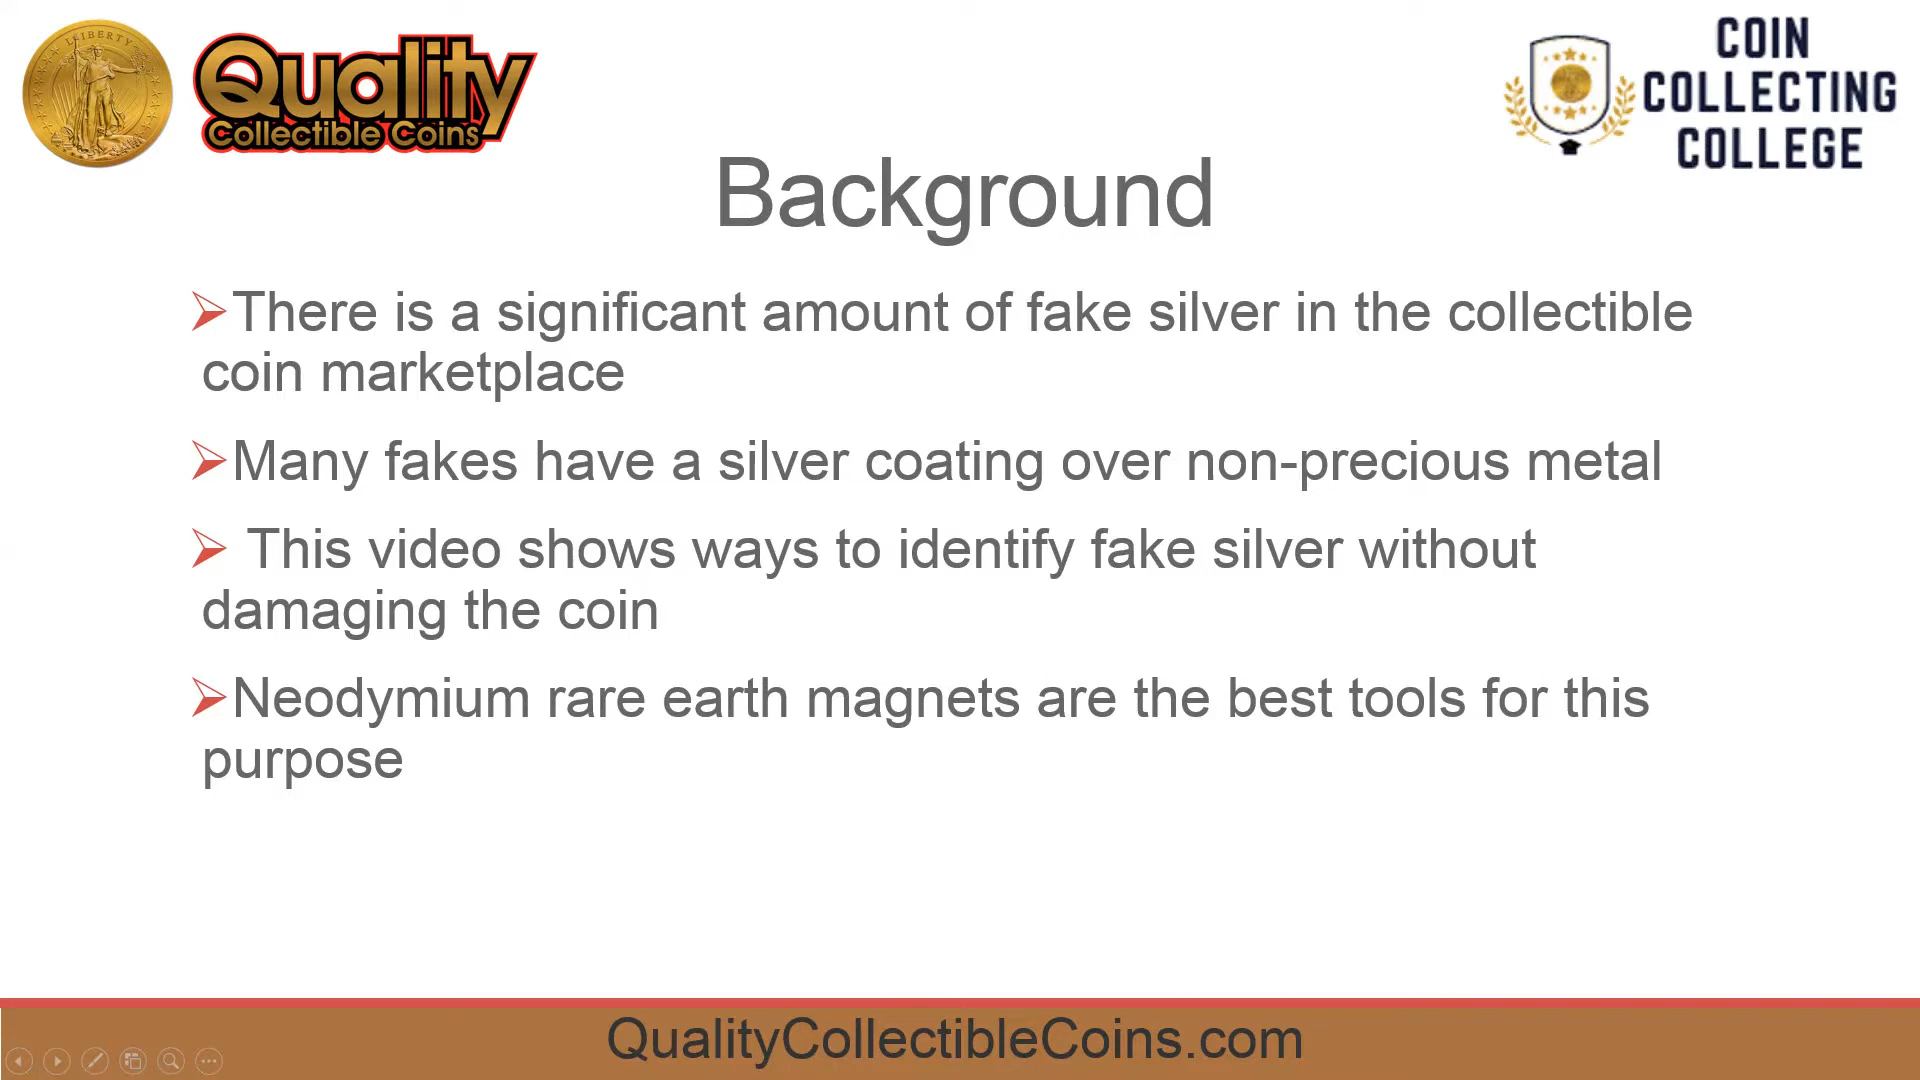 LIBERTY
Quality
Collectible Coins
COIN
COLLECTING
COLLEGE
Background
There is a significant amount of fake silver in the collectible
coin marketplace
Many fakes have a silver coating over non-precious metal
This video shows ways to identify fake silver without
damaging the coin
Neodymium rare earth magnets are the best tools for this
purpose
QualityCollectibleCoins.com